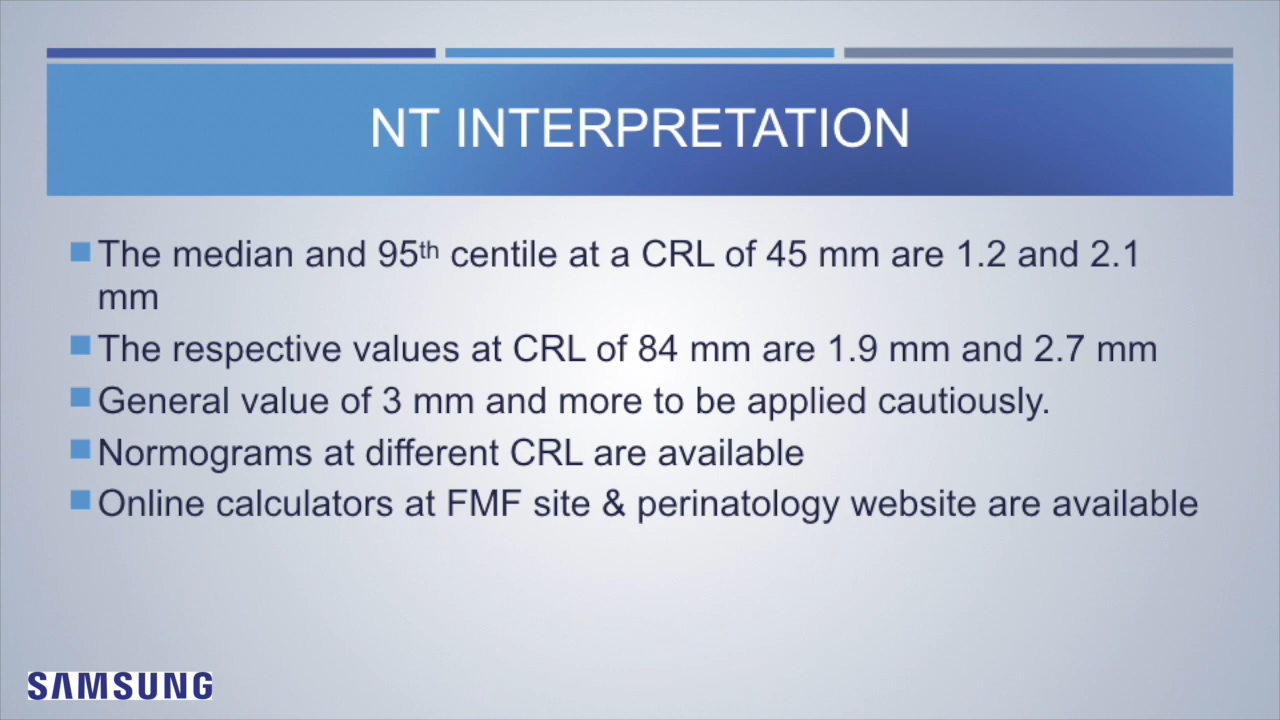 NT INTERPRETATION
The median and 95th centile at a CRL of 45 mm are 1.2 and 2.1
mm
The respective values at CRL of 84 mm are 1.9 mm and 2.7 mm
General value of 3 mm and more to be applied cautiously.
Normograms at different CRL are available
Online calculators at FMF site & perinatology website are available
SAMSUNG